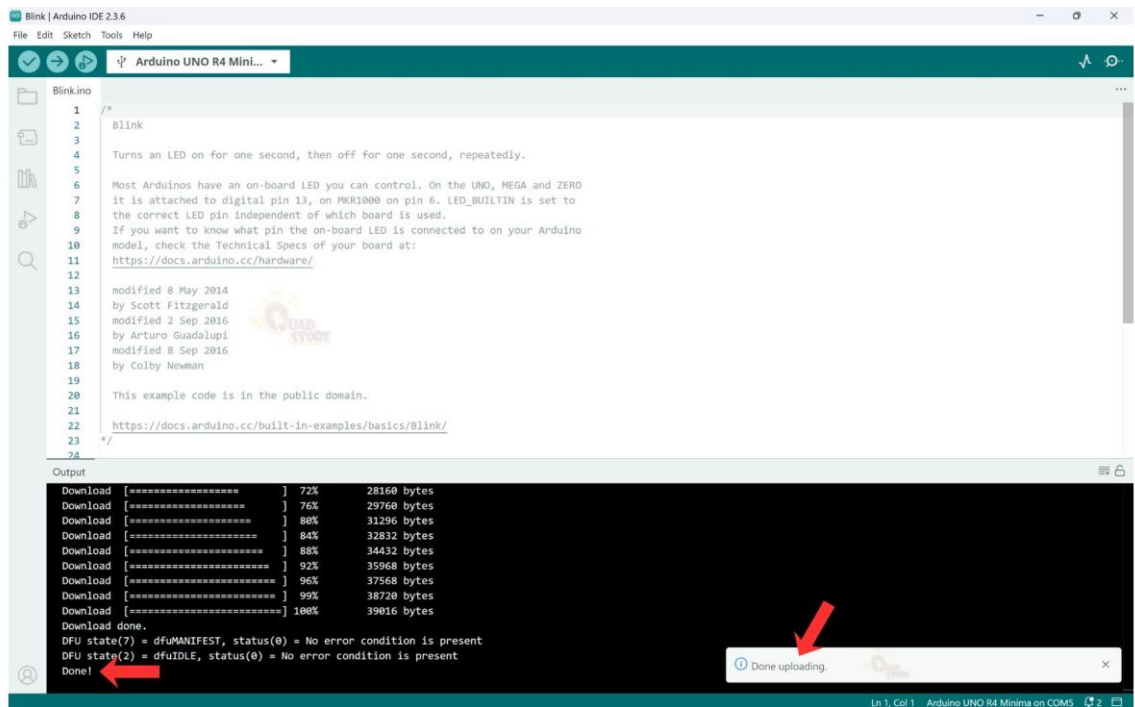 Blink | Arduino IDE 2.3.6
File Edit Sketch Tools Help
Arduino UNO R4 Mini...
Blink.ino
1 /*
2 Blink
3
4 Turns an LED on for one second, then off for one second, repeatedly.
5
6 Most Arduinos have an on-board LED you can control. On the UNO, MEGA and ZERO
7 it is attached to digital pin 13, on MKR1000 on pin 6. LED_BUILTIN is set to
8 the correct LED pin independent of which board is used.
9 If you want to know what pin the on-board LED is connected to on your Arduino
10 model, check the Technical Specs of your board at:
11 https://docs.arduino.cc/hardware/
12
13 modified 8 May 2014
14 by Scott Fitzgerald
15 modified 2 Sep 2016
16 by Arturo Guadalupi
17 modified 8 Sep 2016
18 by Colby Newman
19
20 This example code is in the public domain.
21
22 https://docs.arduino.cc/built-in-examples/basics/Blink/
23 */
24
QUAD
STORE
Output
Download [================== ] 72% 28160 bytes
Download [=================== ] 76% 29760 bytes
Download [==================== ] 80% 31296 bytes
Download [===================== ] 84% 32832 bytes
Download [====================== ] 88% 34432 bytes
Download [======================= ] 92% 35968 bytes
Download [======================== ] 96% 37568 bytes
Download [======================== ] 99% 38720 bytes
Download [=========================] 100% 39016 bytes
Download done.
DFU state(7) = dfuMANIFEST, status(0) = No error condition is present
DFU state(2) = dfuIDLE, status(0) = No error condition is present
Done!
Done uploading.
Ln 1, Col 1 Arduino UNO R4 Minima on COM5 2